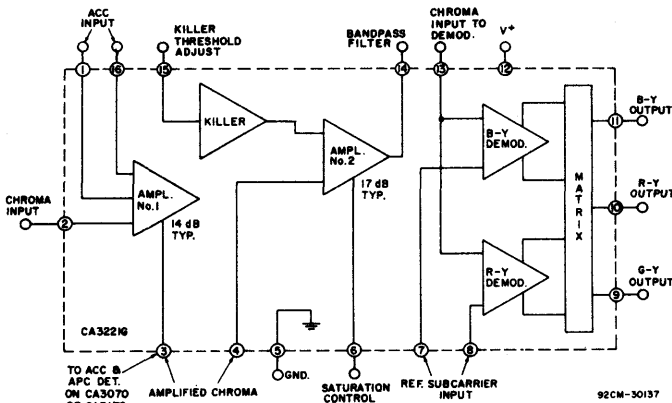 ACC
INPUT
KILLER
THRESHOLD
ADJUST
BANDPASS
FILTER
CHROMA
INPUT TO
DEMOD.
V+
1
16
15
14
13
12
KILLER
AMPL.
No.2
17 dB
TYP.
B-Y
DEMOD.
MATRIX
11
B-Y
OUTPUT
AMPL.
No.1
14 dB
TYP.
CHROMA
INPUT
2
10
R-Y
OUTPUT
R-Y
DEMOD.
9
G-Y
OUTPUT
CA3221G
3
4
5
6
7
8
TO ACC &
APC DET.
ON CA3070
AMPLIFIED CHROMA
GND.
SATURATION
CONTROL
REF. SUBCARRIER
INPUT
92CM-30137